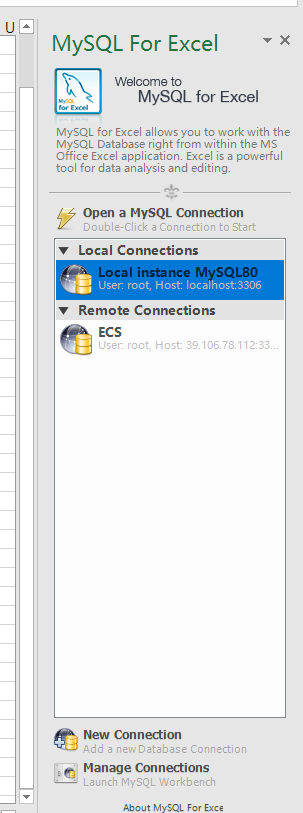 U
MySQL For Excel
Welcome to
MySQL for Excel
MySQL
for Excel
MySQL for Excel allows you to work with the
MySQL Database right from within the MS
Office Excel application. Excel is a powerful
tool for data analysis and editing.
Open a MySQL Connection
Double-Click a Connection to Start
Local Connections
Local instance MySQL80
User: root, Host: localhost:3306
Remote Connections
ECS
User: root, Host: 39.106.78.112:33...
New Connection
Add a new Database Connection
Manage Connections
Launch MySQL Workbench
About MySQL For Exce